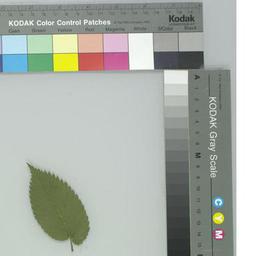 KODAK Color Control Patches
Kodak
Cyan Green Yellow Red Magenta White 3/Color Black
KODAK Gray Scale
A
M
C Y M